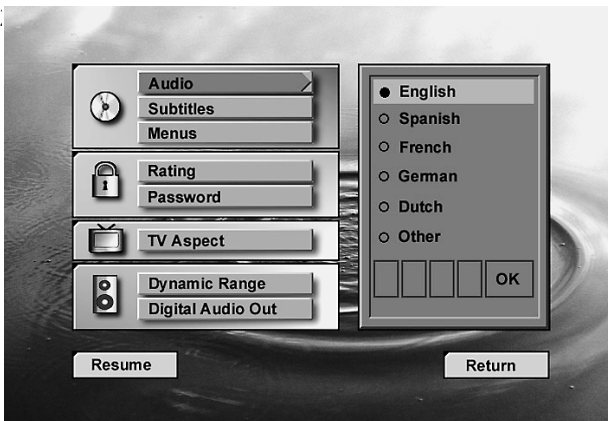 Audio
Subtitles
Menus
Rating
Password
TV Aspect
Dynamic Range
Digital Audio Out
English
Spanish
French
German
Dutch
Other
OK
Resume
Return